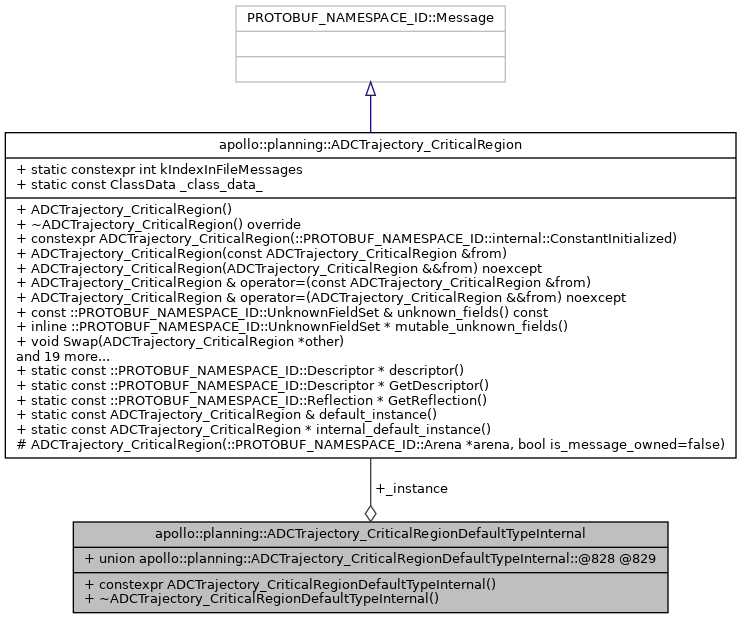 PROTOBUF_NAMESPACE_ID::Message
apollo::planning::ADCTrajectory_CriticalRegion
+ static constexpr int kIndexInFileMessages
+ static const ClassData _class_data_
+ ADCTrajectory_CriticalRegion()
+ ~ADCTrajectory_CriticalRegion() override
+ constexpr ADCTrajectory_CriticalRegion(::PROTOBUF_NAMESPACE_ID::internal::ConstantInitialized)
+ ADCTrajectory_CriticalRegion(const ADCTrajectory_CriticalRegion &from)
+ ADCTrajectory_CriticalRegion(ADCTrajectory_CriticalRegion &&from) noexcept
+ ADCTrajectory_CriticalRegion & operator=(const ADCTrajectory_CriticalRegion &from)
+ ADCTrajectory_CriticalRegion & operator=(ADCTrajectory_CriticalRegion &&from) noexcept
+ const ::PROTOBUF_NAMESPACE_ID::UnknownFieldSet & unknown_fields() const
+ inline ::PROTOBUF_NAMESPACE_ID::UnknownFieldSet * mutable_unknown_fields()
+ void Swap(ADCTrajectory_CriticalRegion *other)
and 19 more...
+ static const ::PROTOBUF_NAMESPACE_ID::Descriptor * descriptor()
+ static const ::PROTOBUF_NAMESPACE_ID::Descriptor * GetDescriptor()
+ static const ::PROTOBUF_NAMESPACE_ID::Reflection * GetReflection()
+ static const ADCTrajectory_CriticalRegion & default_instance()
+ static const ADCTrajectory_CriticalRegion * internal_default_instance()
# ADCTrajectory_CriticalRegion(::PROTOBUF_NAMESPACE_ID::Arena *arena, bool is_message_owned=false)
+_instance
apollo::planning::ADCTrajectory_CriticalRegionDefaultTypeInternal
+ union apollo::planning::ADCTrajectory_CriticalRegionDefaultTypeInternal::@828 @829
+ constexpr ADCTrajectory_CriticalRegionDefaultTypeInternal()
+ ~ADCTrajectory_CriticalRegionDefaultTypeInternal()